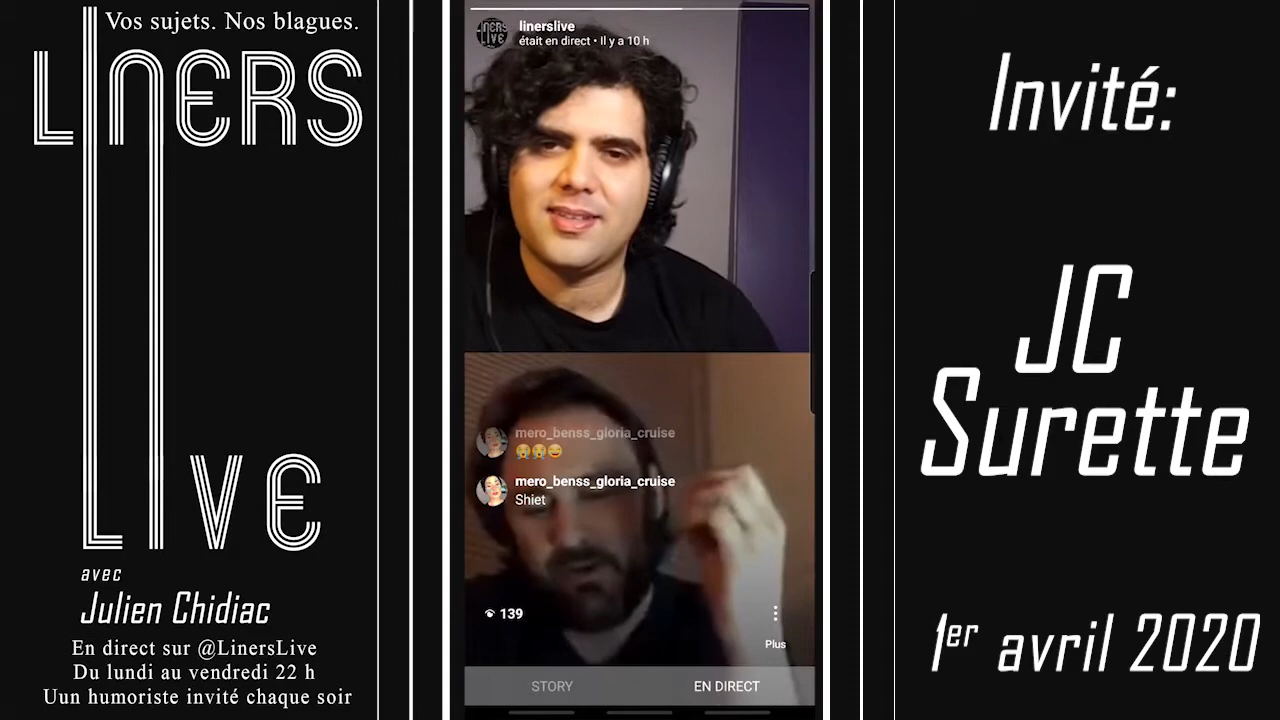 Vos sujets. Nos blagues.
LINERS
LIVE
avec
Julien Chidiac
En direct sur @LinersLive
Du lundi au vendredi 22 h
Uun humoriste invité chaque soir
LINERS
LIVE
linerslive
était en direct • Il y a 10 h
mero_benss_gloria_cruise
😭😭😅
mero_benss_gloria_cruise
Shiet
139
Plus
STORY
EN DIRECT
Invité:
JC
Surette
1er avril 2020